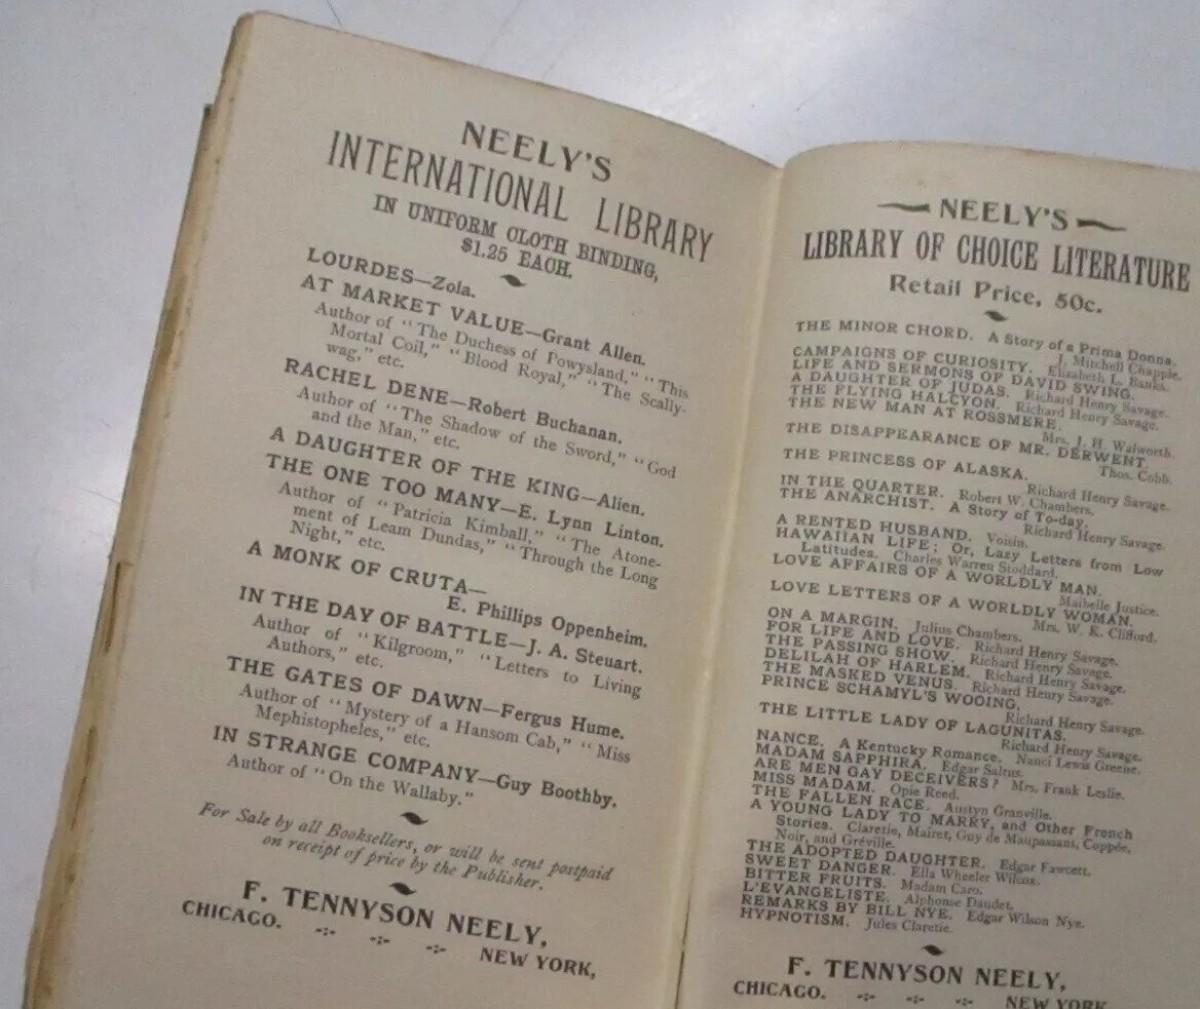 NEELY'S
INTERNATIONAL LIBRARY
IN UNIFORM CLOTH BINDING,
$1.25 EACH.
LOURDES—Zola.
AT MARKET VALUE—Grant Allen.
Author of "The Duchess of Powysland," "This
Mortal Coil," "Blood Royal," "The Scally-
wag," etc.
RACHEL DENE—Robert Buchanan.
Author of "The Shadow of the Sword," "God
and the Man," etc.
A DAUGHTER OF THE KING—Alien.
THE ONE TOO MANY—E. Lynn Linton.
Author of "Patricia Kimball," "The Atone-
ment of Leam Dundas," "Through the Long
Night," etc.
A MONK OF CRUTA—
E. Phillips Oppenheim.
IN THE DAY OF BATTLE—J. A. Steuart.
Author of "Kilgroom," "Letters to Living
Authors," etc.
THE GATES OF DAWN—Fergus Hume.
Author of "Mystery of a Hansom Cab," "Miss
Mephistopheles," etc.
IN STRANGE COMPANY—Guy Boothby.
Author of "On the Wallaby."
For Sale by all Booksellers, or will be sent postpaid
on receipt of price by the Publisher.
F. TENNYSON NEELY,
CHICAGO. NEW YORK,
NEELY'S
LIBRARY OF CHOICE LITERATURE
Retail Price, 50c.
THE MINOR CHORD. A Story of a Prima Donna.
J. Mitchell Chapple.
CAMPAIGNS OF CURIOSITY. Elizabeth L. Banks.
LIFE AND SERMONS OF DAVID SWING.
A DAUGHTER OF JUDAS. Richard Henry Savage.
THE FLYING HALCYON. Richard Henry Savage.
THE NEW MAN AT ROSSMERE.
Mrs. J. H. Walworth.
THE DISAPPEARANCE OF MR. DERWENT.
Thos. Cobb.
THE PRINCESS OF ALASKA.
Richard Henry Savage.
IN THE QUARTER. Robert W. Chambers.
THE ANARCHIST. A Story of To-day.
Richard Henry Savage.
A RENTED HUSBAND. Voisin.
HAWAIIAN LIFE; Or, Lazy Letters from Low
Latitudes. Charles Warren Stoddard.
LOVE AFFAIRS OF A WORLDLY MAN.
Maibelle Justice.
LOVE LETTERS OF A WORLDLY WOMAN.
Mrs. W. K. Clifford.
ON A MARGIN. Julius Chambers.
FOR LIFE AND LOVE. Richard Henry Savage.
THE PASSING SHOW. Richard Henry Savage.
DELILAH OF HARLEM. Richard Henry Savage.
THE MASKED VENUS. Richard Henry Savage.
PRINCE SCHAMYL'S WOOING.
Richard Henry Savage.
THE LITTLE LADY OF LAGUNITAS.
Richard Henry Savage.
NANCE. A Kentucky Romance. Nanci Lewis Greene.
MADAM SAPPHIRA. Edgar Saltus.
ARE MEN GAY DECEIVERS? Mrs. Frank Leslie.
MISS MADAM. Opie Reed.
THE FALLEN RACE. Austyn Granville.
A YOUNG LADY TO MARRY, and Other French
Stories. Claretie, Mairet, Guy de Maupassant, Coppée,
Noir, and Gréville.
THE ADOPTED DAUGHTER. Edgar Fawcett.
SWEET DANGER. Ella Wheeler Wilcox.
BITTER FRUITS. Madam Caro.
L'EVANGELISTE. Alphonse Daudet.
REMARKS BY BILL NYE. Edgar Wilson Nye.
HYPNOTISM. Jules Claretie.
F. TENNYSON NEELY,
CHICAGO. NEW YORK